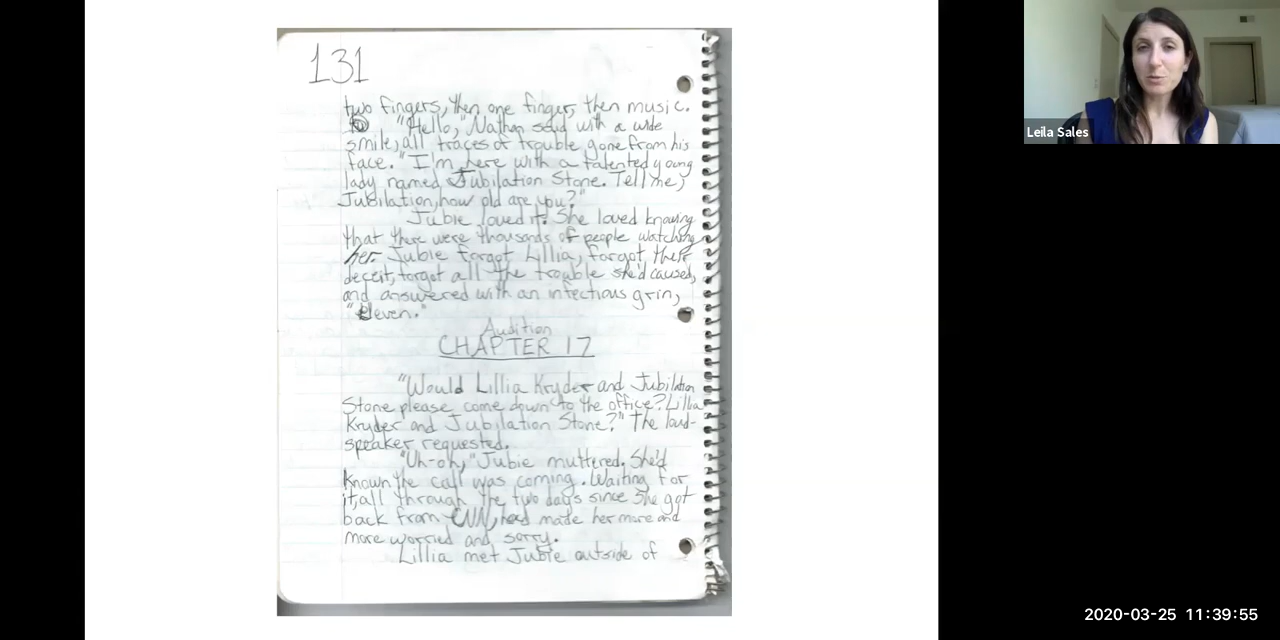 131
two fingers, then one finger, then music.
"Hello," Nathan said with a wide
smile, all traces of trouble gone from his
face. "I'm here with a talented young
lady named Jubilation Stone. Tell me,
Jubilation, how old are you?"
Jubie loved it. She loved knowing
that there were thousands of people watching
her. Jubie forgot Lillia, forgot their
deceit, forgot all the trouble she'd caused,
and answered with an infectious grin,
"Eleven."
Audition
CHAPTER 17
"Would Lillia Kryder and Jubilation
Stone please come down to the office? Lillia
Kryder and Jubilation Stone?" The loud-
speaker requested.
"Uh-oh," Jubie muttered. She'd
known the call was coming. Waiting for
it, all through the two days since she got
back from CNN, had made her more and
more worried and sorry.
Lillia met Jubie outside of
Leila Sales
2020-03-25 11:39:55